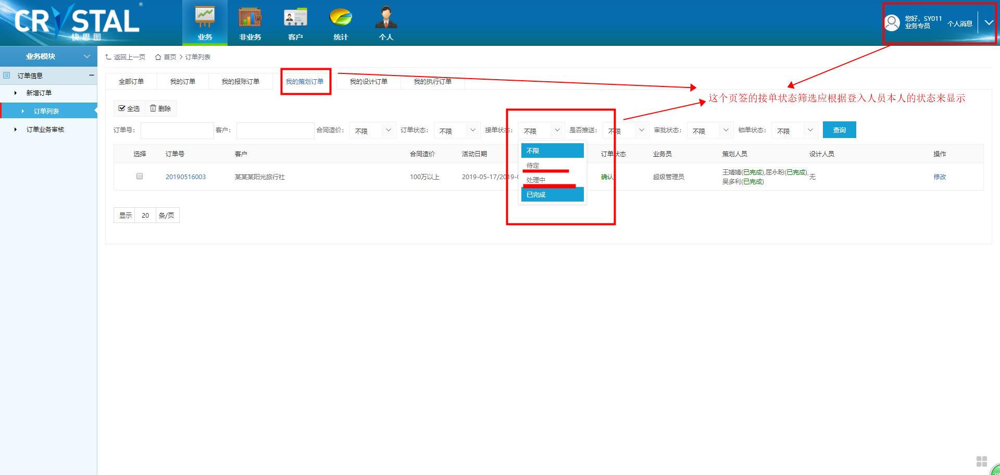 CRYSTAL®
快思图
业务
非业务
客户
统计
个人
您好，SY011
业务专员
个人消息
业务模块
返回上一页 首页 > 订单列表
订单信息
新增订单
订单列表
订单业务审核
全部订单
我的订单
我的报账订单
我的策划订单
我的设计订单
我的执行订单
这个页签的接单状态筛选应根据登入人员本人的状态来显示
全选
删除
订单号：
客户：
合同造价： 不限
订单状态： 不限
接单状态： 不限
是否推送： 不限
审批状态： 不限
锁单状态： 不限
查询
不限
待定
处理中
已完成
选择 订单号 客户 合同造价 活动日期 订单状态 业务员 策划人员 设计人员 操作
20190516003 某某某阳光旅行社 100万以上 2019-05-17/2019- 确认 超级管理员 王婧婧(已完成),屈永盼(已完成), 无 修改
吴多利(已完成)
显示 20 条/页